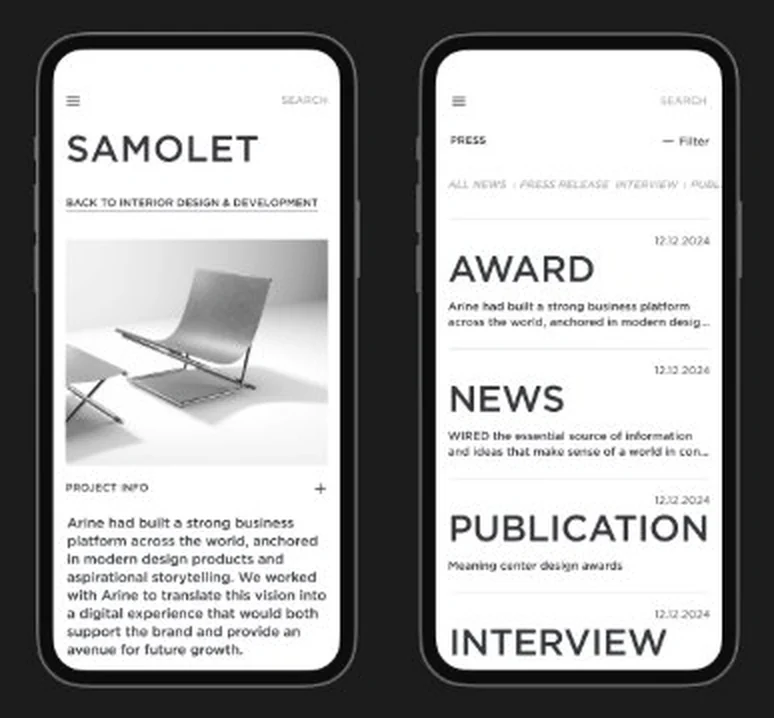 SEARCH
SAMOLET
BACK TO INTERIOR DESIGN & DEVELOPMENT
PROJECT INFO +
Arine had built a strong business
platform across the world, anchored
in modern design products and
aspirational storytelling. We worked
with Arine to translate this vision into
a digital experience that would both
support the brand and provide an
avenue for future growth.
SEARCH
PRESS — Filter
ALL NEWS | PRESS RELEASE INTERVIEW | PUBL
12.12.2024
AWARD
Arine had built a strong business platform
across the world, anchored in modern desig...
12.12.2024
NEWS
WIRED the essential source of information
and ideas that make sense of a world in con...
12.12.2024
PUBLICATION
Meaning center design awards
12.12.2024
INTERVIEW